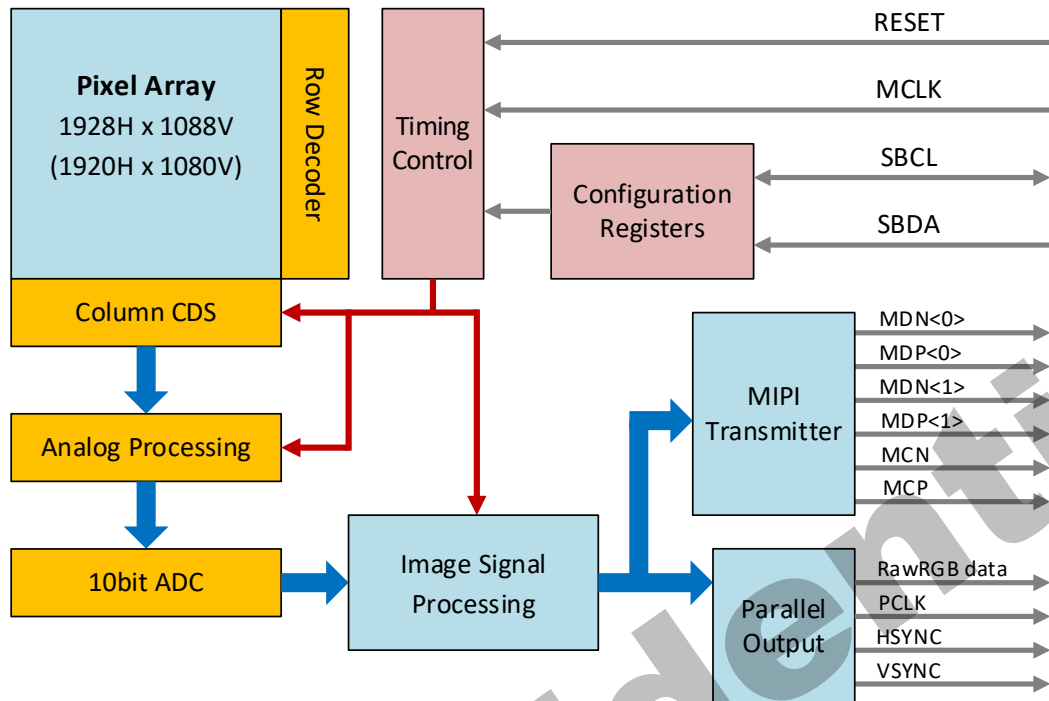 Pixel Array
1928H x 1088V
(1920H x 1080V)
Row Decoder
Column CDS
Analog Processing
10bit ADC
Timing
Control
Configuration
Registers
RESET
MCLK
SBCL
SBDA
Image Signal
Processing
MIPI
Transmitter
MDN<0>
MDP<0>
MDN<1>
MDP<1>
MCN
MCP
Parallel
Output
RawRGB data
PCLK
HSYNC
VSYNC